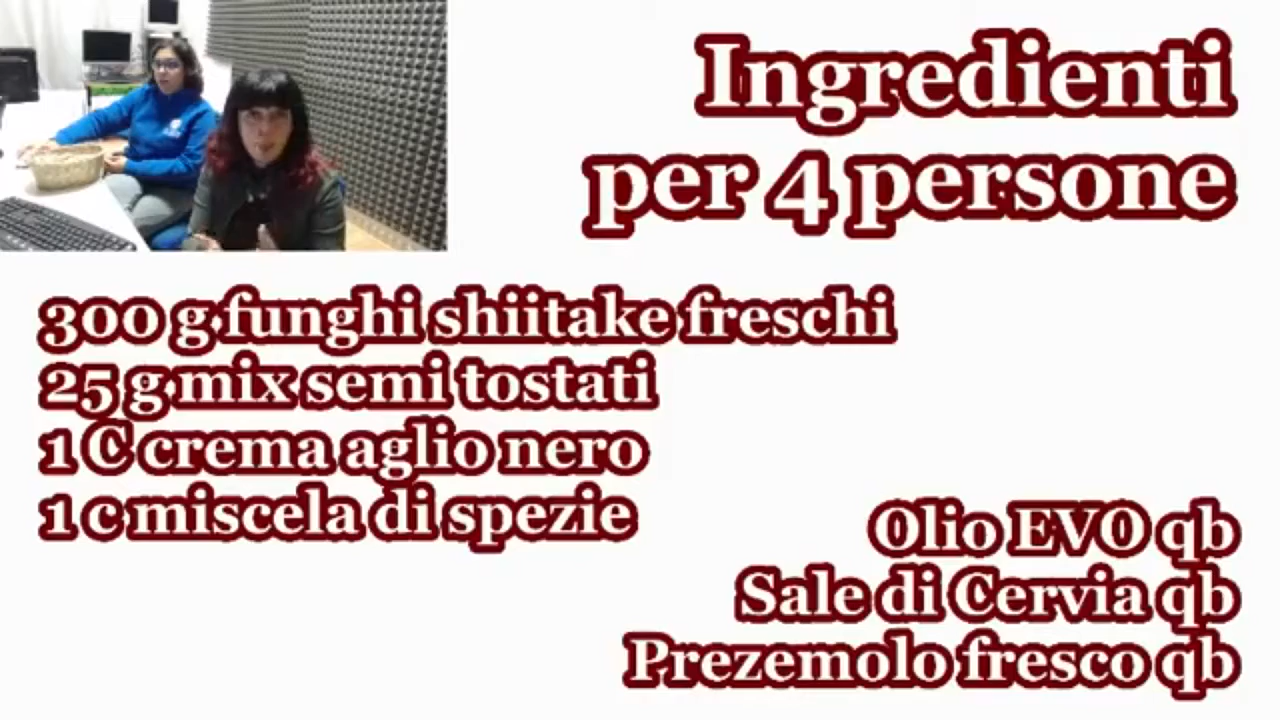 Ingredienti
per 4 persone
300 g funghi shiitake freschi
25 g mix semi tostati
1 C crema aglio nero
1 c miscela di spezie
Olio EVO qb
Sale di Cervia qb
Prezemolo fresco qb